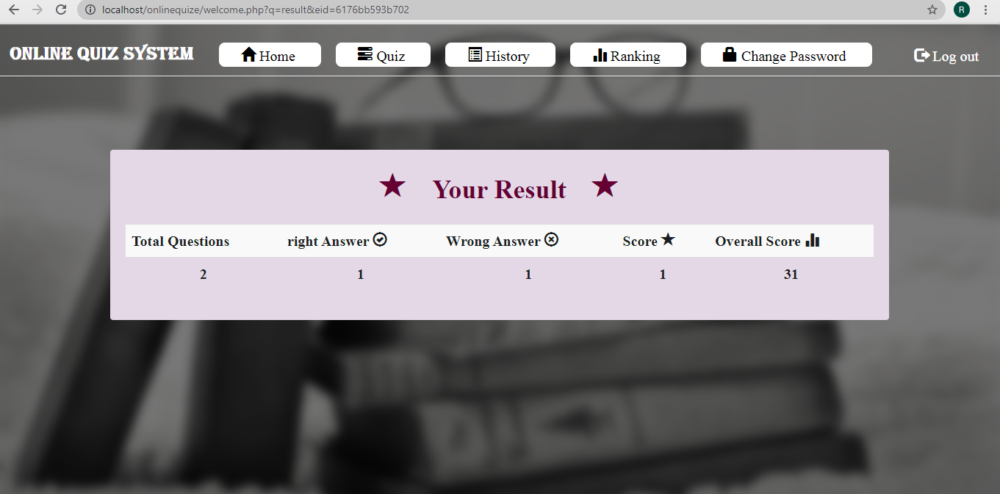 localhost/onlinequize/welcome.php?q=result&eid=6176bb593b702
R
ONLINE QUIZ SYSTEM Home Quiz History Ranking Change Password Log out
Your Result
Total Questions right Answer Wrong Answer Score Overall Score
2 1 1 1 31